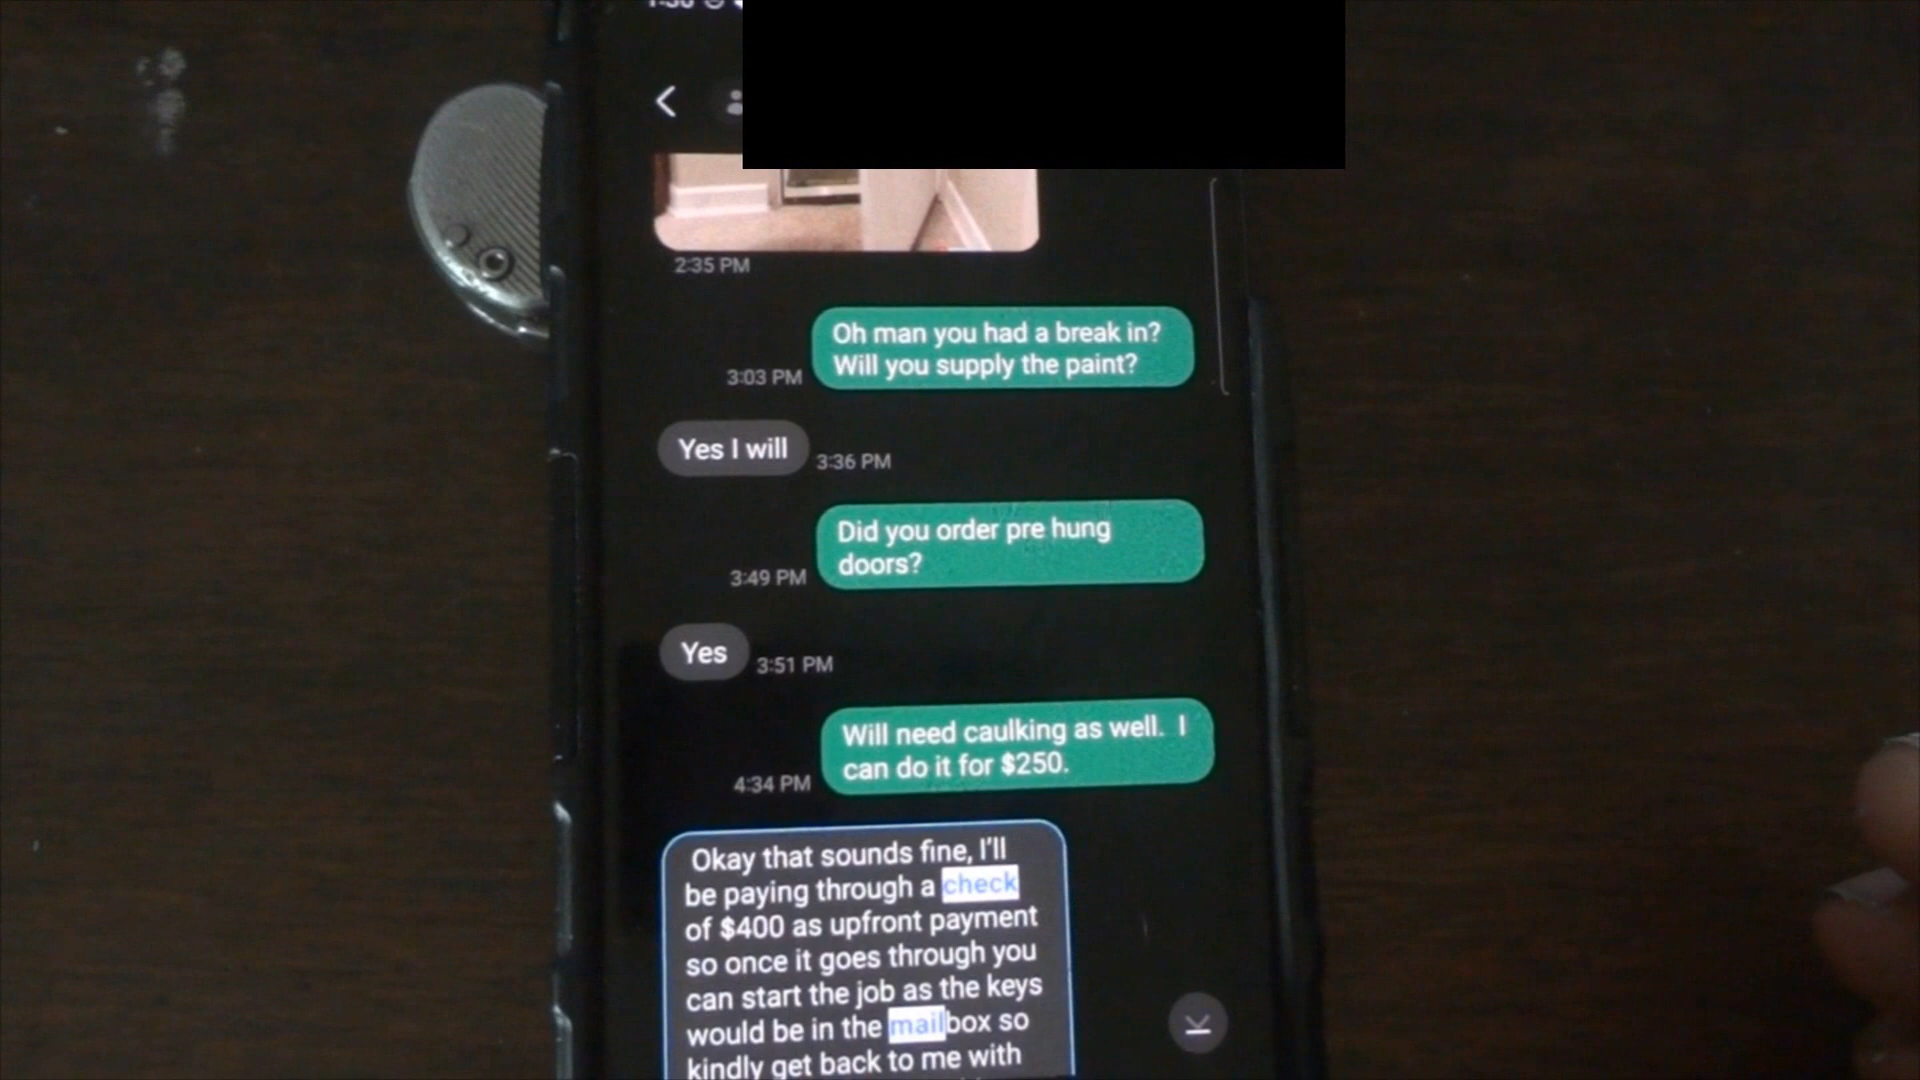 2:35 PM
Oh man you had a break in?
Will you supply the paint?
3:03 PM
Yes I will
3:36 PM
Did you order pre hung
doors?
3:49 PM
Yes
3:51 PM
Will need caulking as well. I
can do it for $250.
4:34 PM
Okay that sounds fine, I'll
be paying through a check
of $400 as upfront payment
so once it goes through you
can start the job as the keys
would be in the mailbox so
kindly get back to me with